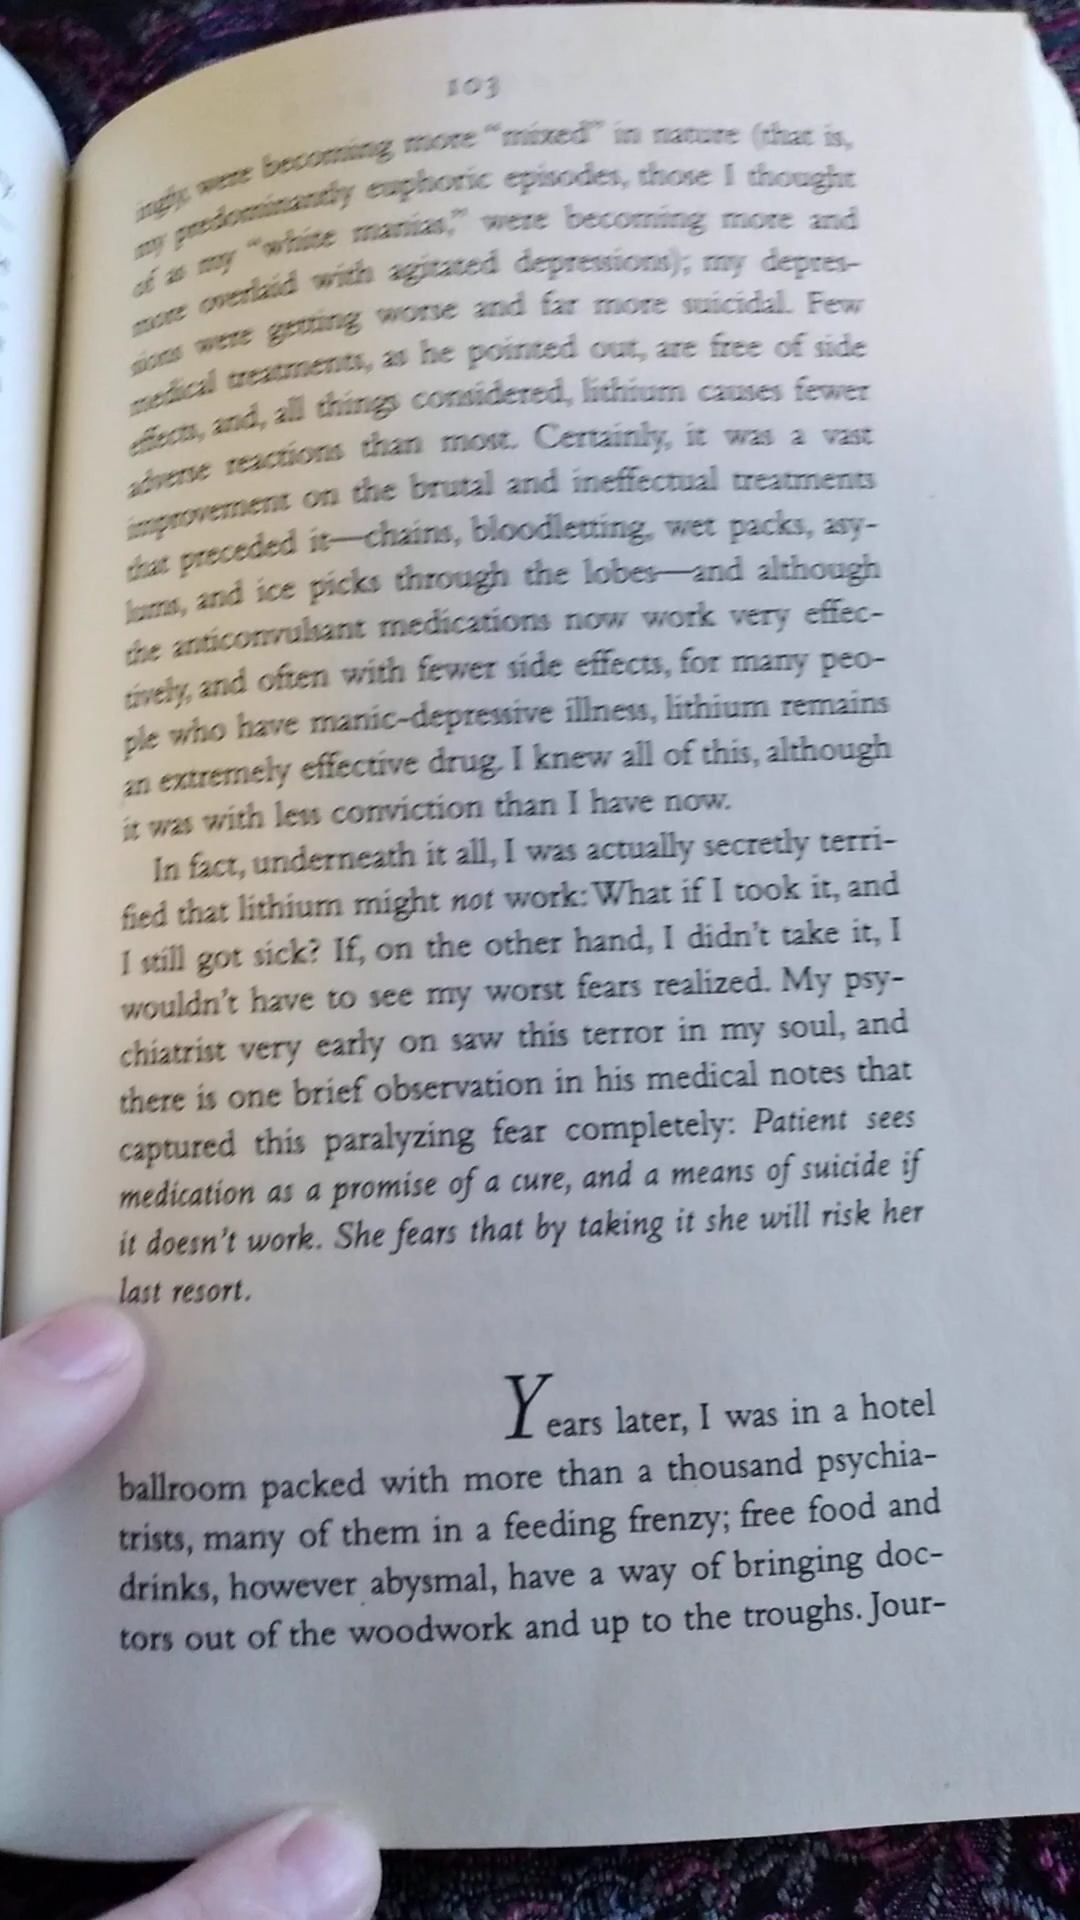 103
ingly, were becoming more “mixed” in nature (that is,
my predominantly euphoric episodes, those I thought
of as my “white manias,” were becoming more and
more overlaid with agitated depressions); my depres-
sions were getting worse and far more suicidal. Few
medical treatments, as he pointed out, are free of side
effects, and, all things considered, lithium causes fewer
adverse reactions than most. Certainly, it was a vast
improvement on the brutal and ineffectual treatments
that preceded it—chains, bloodletting, wet packs, asy-
lums, and ice picks through the lobes—and although
the anticonvulsant medications now work very effec-
tively, and often with fewer side effects, for many peo-
ple who have manic-depressive illness, lithium remains
an extremely effective drug. I knew all of this, although
it was with less conviction than I have now.
In fact, underneath it all, I was actually secretly terri-
fied that lithium might not work: What if I took it, and
I still got sick? If, on the other hand, I didn’t take it, I
wouldn’t have to see my worst fears realized. My psy-
chiatrist very early on saw this terror in my soul, and
there is one brief observation in his medical notes that
captured this paralyzing fear completely: Patient sees
medication as a promise of a cure, and a means of suicide if
it doesn’t work. She fears that by taking it she will risk her
last resort.
Years later, I was in a hotel
ballroom packed with more than a thousand psychia-
trists, many of them in a feeding frenzy; free food and
drinks, however abysmal, have a way of bringing doc-
tors out of the woodwork and up to the troughs. Jour-